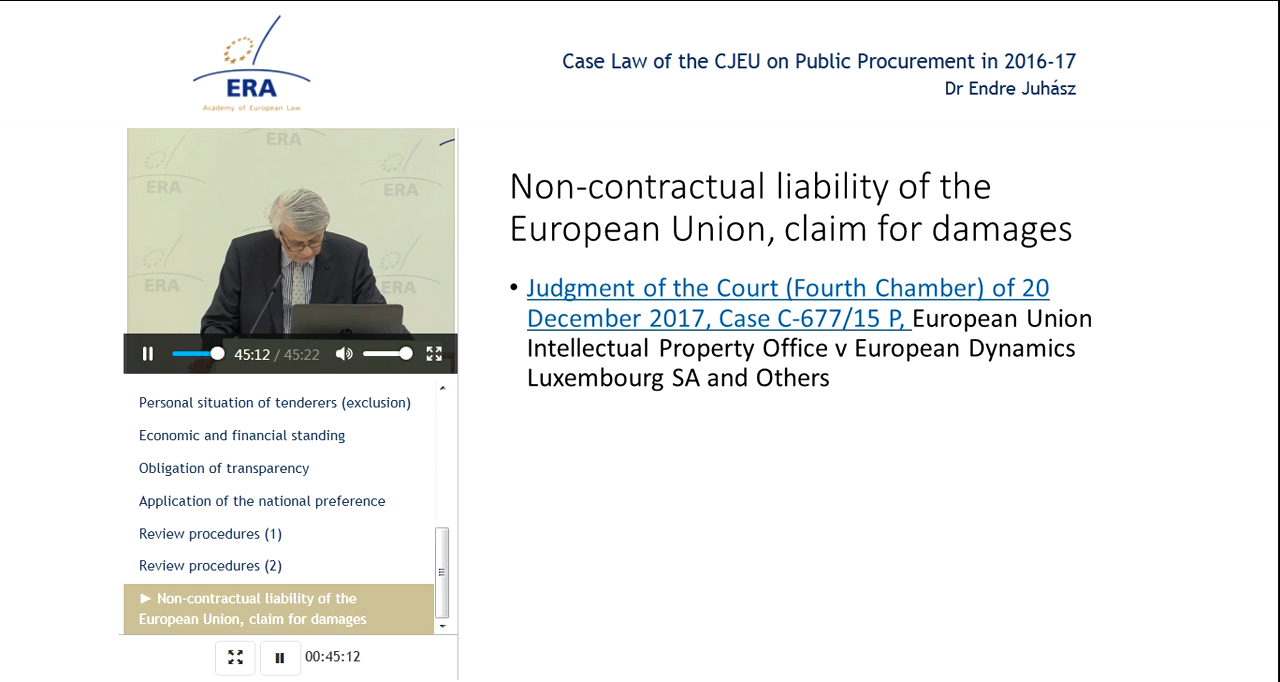 ERA
Academy of European Law
Case Law of the CJEU on Public Procurement in 2016-17
Dr Endre Juhász
ERA
ERA
ERA
ERA
ERA
45:12 / 45:22
Personal situation of tenderers (exclusion)
Economic and financial standing
Obligation of transparency
Application of the national preference
Review procedures (1)
Review procedures (2)
► Non-contractual liability of the
European Union, claim for damages
00:45:12
Non-contractual liability of the
European Union, claim for damages
• Judgment of the Court (Fourth Chamber) of 20
December 2017, Case C-677/15 P, European Union
Intellectual Property Office v European Dynamics
Luxembourg SA and Others